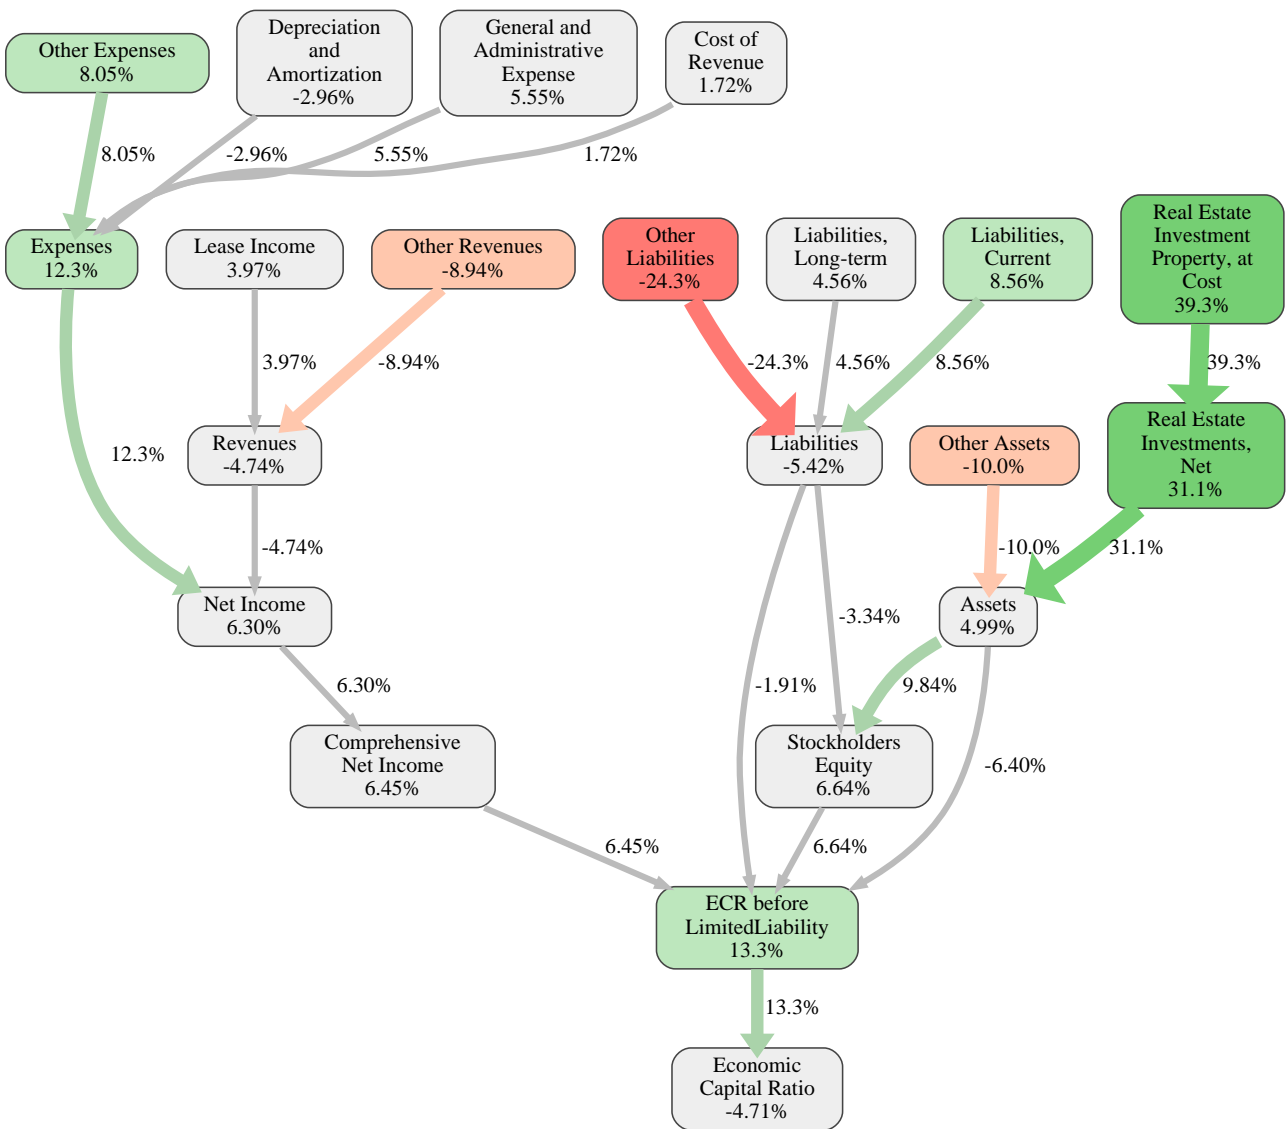 Other Expenses
8.05%
Depreciation
and
Amortization
-2.96%
General and
Administrative
Expense
5.55%
Cost of
Revenue
1.72%
8.05%
-2.96%
5.55%
1.72%
Expenses
12.3%
Lease Income
3.97%
Other Revenues
-8.94%
Other
Liabilities
-24.3%
Liabilities,
Long-term
4.56%
Liabilities,
Current
8.56%
Real Estate
Investment
Property, at
Cost
39.3%
3.97%
-8.94%
-24.3%
4.56%
8.56%
39.3%
12.3%
Revenues
-4.74%
Liabilities
-5.42%
Other Assets
-10.0%
Real Estate
Investments,
Net
31.1%
-4.74%
-10.0%
31.1%
Net Income
6.30%
Assets
4.99%
-3.34%
6.30%
-1.91%
9.84%
-6.40%
Comprehensive
Net Income
6.45%
Stockholders
Equity
6.64%
6.45%
6.64%
ECR before
LimitedLiability
13.3%
13.3%
Economic
Capital Ratio
-4.71%